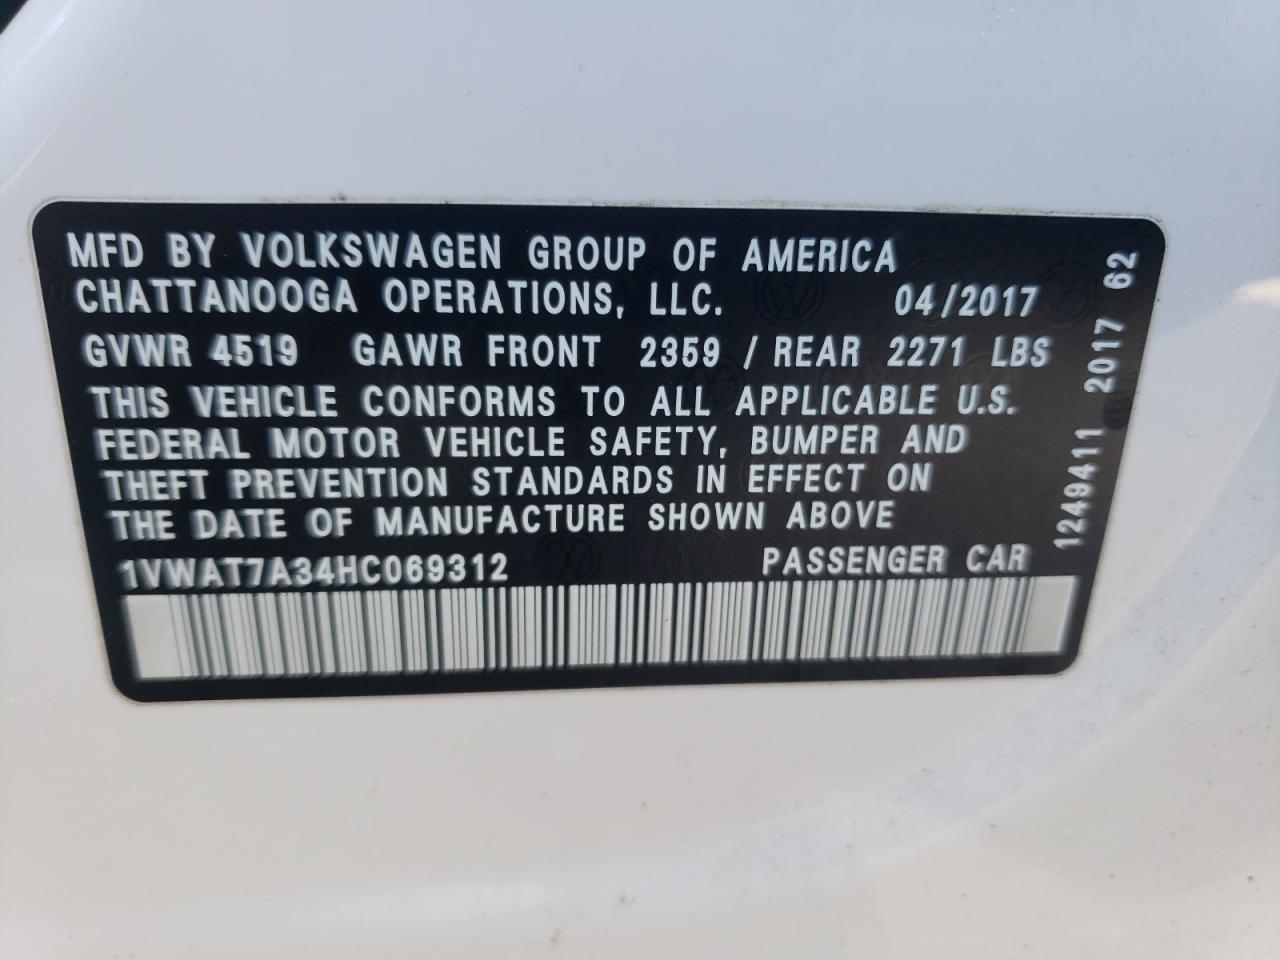 MFD BY VOLKSWAGEN GROUP OF AMERICA
CHATTANOOGA OPERATIONS, LLC. 04/2017
GVWR 4519 GAWR FRONT 2359 / REAR 2271 LBS
THIS VEHICLE CONFORMS TO ALL APPLICABLE U.S.
FEDERAL MOTOR VEHICLE SAFETY, BUMPER AND
THEFT PREVENTION STANDARDS IN EFFECT ON
THE DATE OF MANUFACTURE SHOWN ABOVE
1VWAT7A34HC069312 PASSENGER CAR
1249411 2017 62